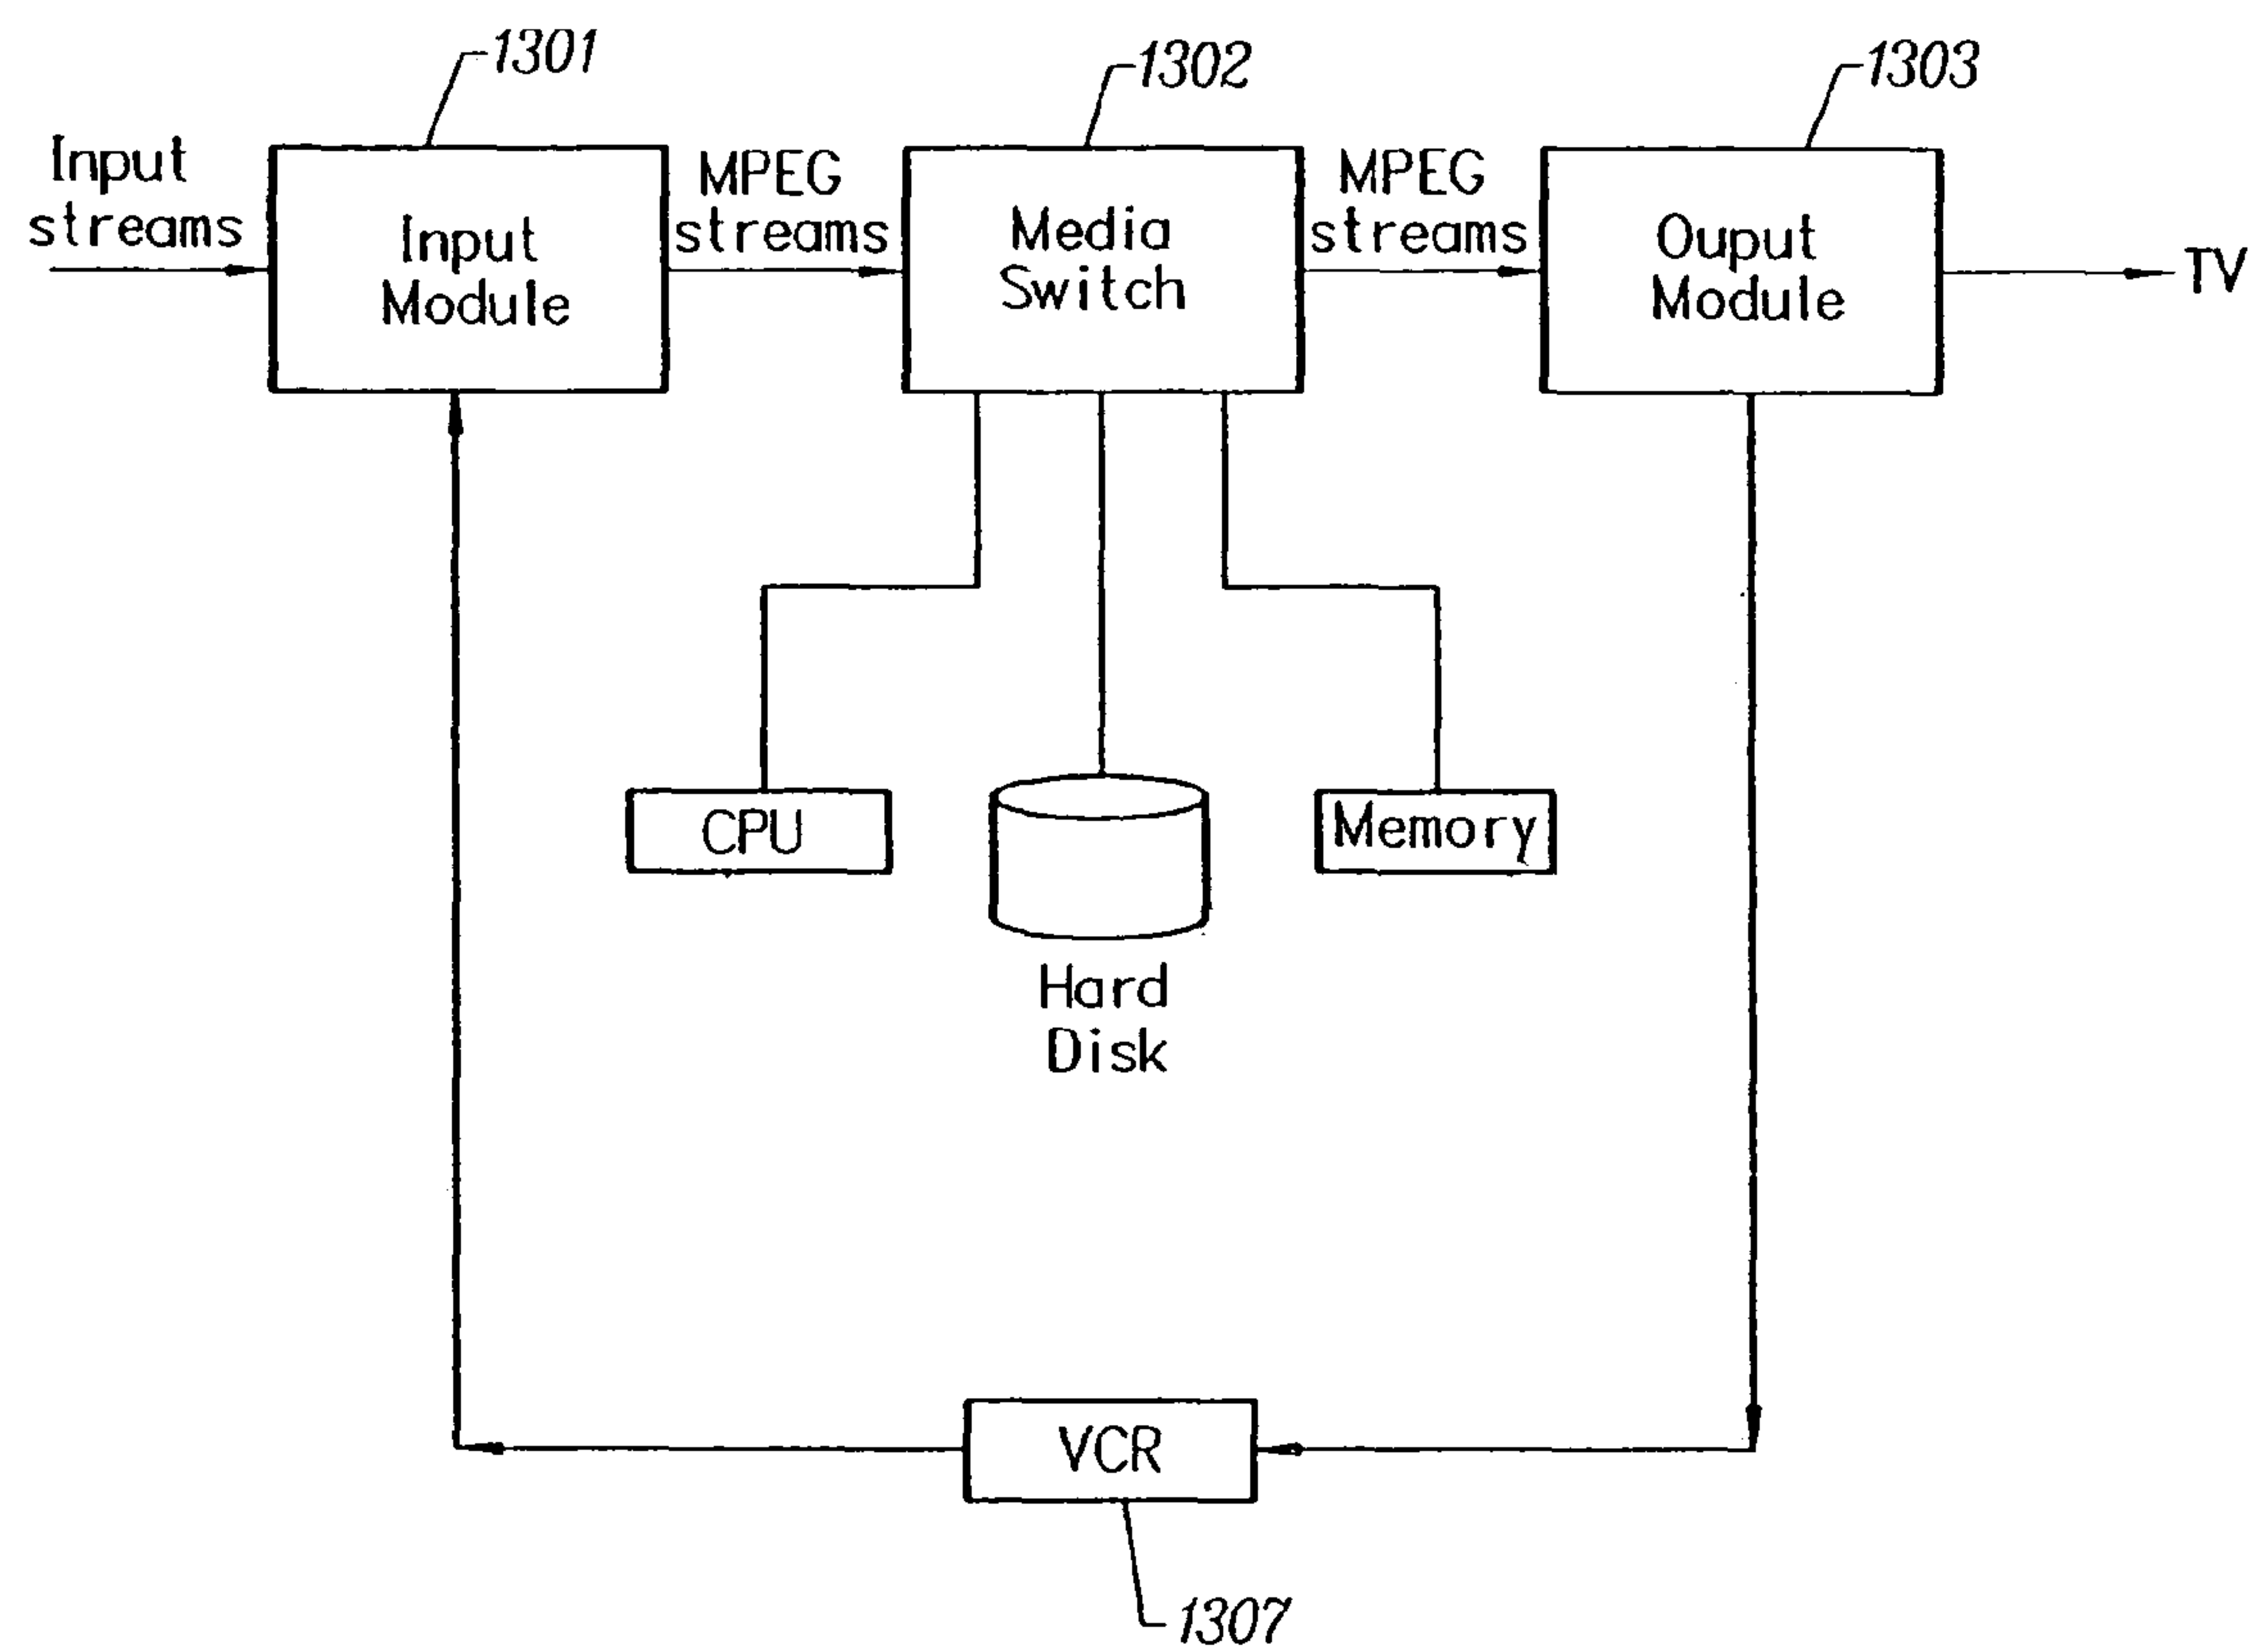 1301
1302
1303
Input
streams
Input
Module
MPEG
streams
Media
Switch
MPEG
streams
Ouput
Module
TV
CPU
Hard
Disk
Memory
VCR
1307